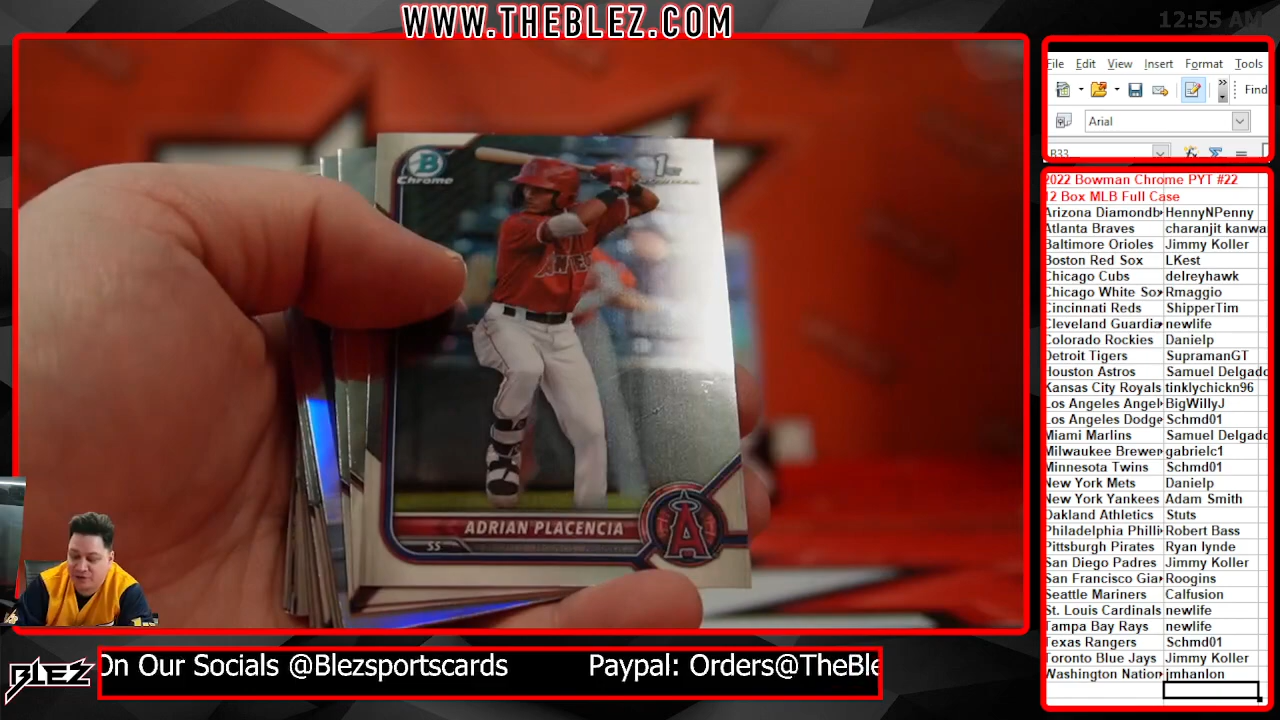 WWW.THEBLEZ.COM
12:55 AM
File Edit View Insert Format Tools
Find
Arial
B33
2022 Bowman Chrome PYT #22
12 Box MLB Full Case
Arizona Diamondb HennyNPenny
Atlanta Braves charanjit kanwa
Baltimore Orioles Jimmy Koller
Boston Red Sox LKest
Chicago Cubs delreyhawk
Chicago White Sox Rmaggio
Cincinnati Reds ShipperTim
Cleveland Guardia newlife
Colorado Rockies Danielp
Detroit Tigers SupramanGT
Houston Astros Samuel Delgado
Kansas City Royals tinklychickn96
Los Angeles Angel BigWillyJ
Los Angeles Dodge Schmd01
Miami Marlins Samuel Delgado
Milwaukee Brewer gabrielc1
Minnesota Twins Schmd01
New York Mets Danielp
New York Yankees Adam Smith
Oakland Athletics Stuts
Philadelphia Philli Robert Bass
Pittsburgh Pirates Ryan lynde
San Diego Padres Jimmy Koller
San Francisco Gia Roogins
Seattle Mariners Calfusion
St. Louis Cardinals newlife
Tampa Bay Rays newlife
Texas Rangers Schmd01
Toronto Blue Jays Jimmy Koller
Washington Nation jmhanlon
B
Chrome
1ST
ADRIAN PLACENCIA
SS
A
BLEZ
On Our Socials @Blezsportscards Paypal: Orders@TheBle